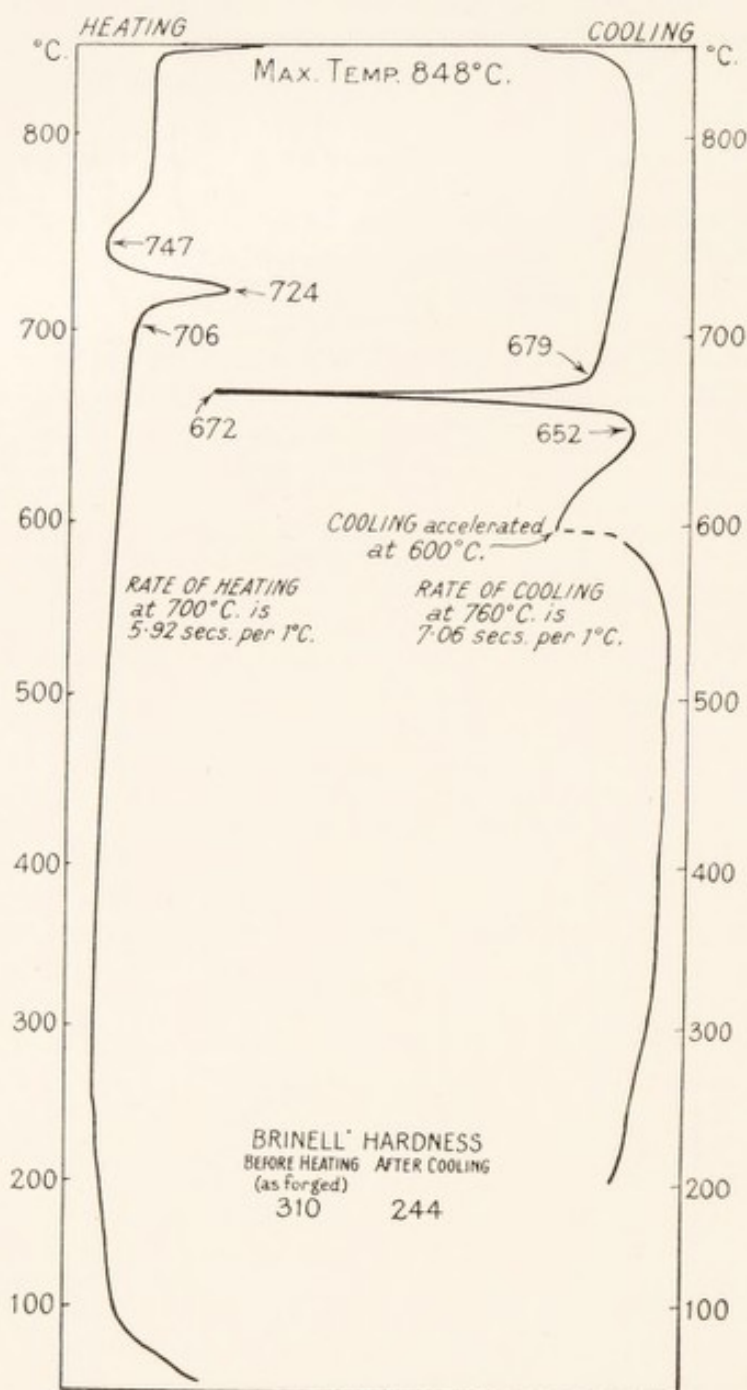 HEATING
COOLING
°C.
°C.
MAX. TEMP. 848°C.
800
800
747
724
700
706
679
700
672
652
600
COOLING accelerated
at 600°C.
600
RATE OF HEATING
at 700°C. is
5·92 secs. per 1°C.
RATE OF COOLING
at 760°C. is
7·06 secs. per 1°C.
500
500
400
400
300
300
BRINELL HARDNESS
BEFORE HEATING AFTER COOLING
(as forged)
310 244
200
200
100
100